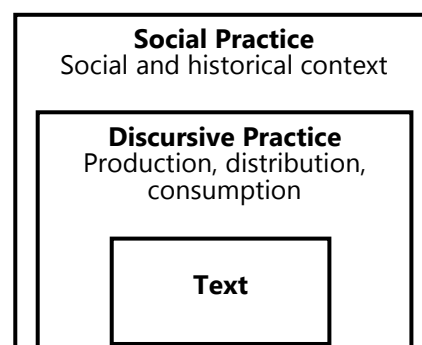 Social Practice
Social and historical context
Discursive Practice
Production, distribution,
consumption
Text